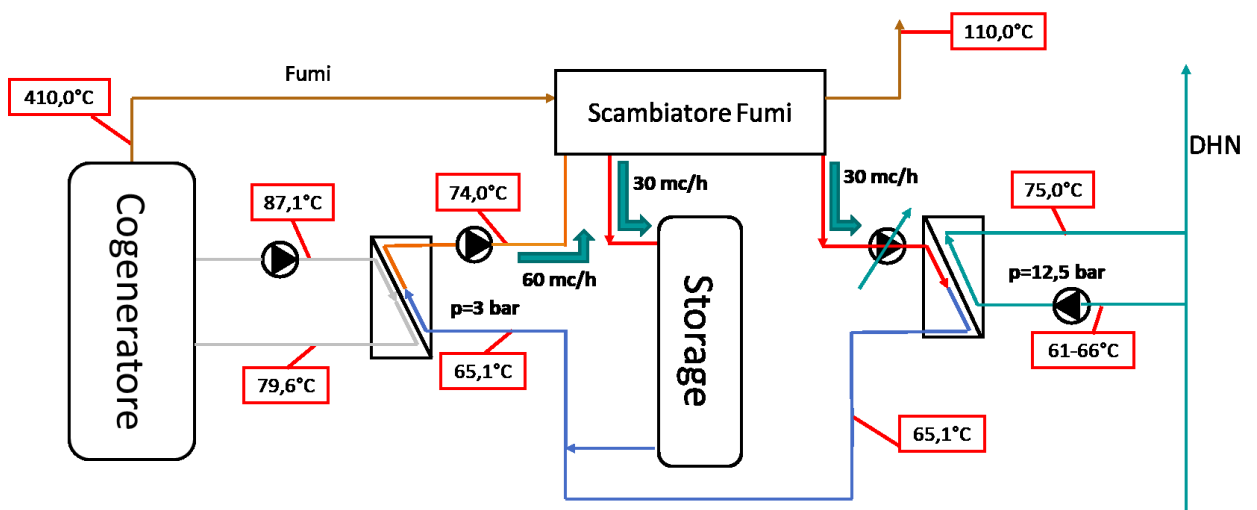 110,0°C
Fumi
410,0°C
Scambiatore Fumi
DHN
30 mc/h
30 mc/h
74,0°C
87,1°C
75,0°C
Cogeneratore
60 mc/h
Storage
p=12,5 bar
p=3 bar
79,6°C
65,1°C
61-66°C
65,1°C